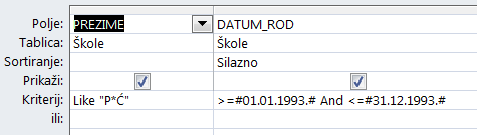 Polje: PREZIME DATUM_ROD
Tablica: Škole Škole
Sortiranje: Silazno
Prikaži:
Kriterij: Like "P*Ć" >=#01.01.1993.# And <=#31.12.1993.#
ili: